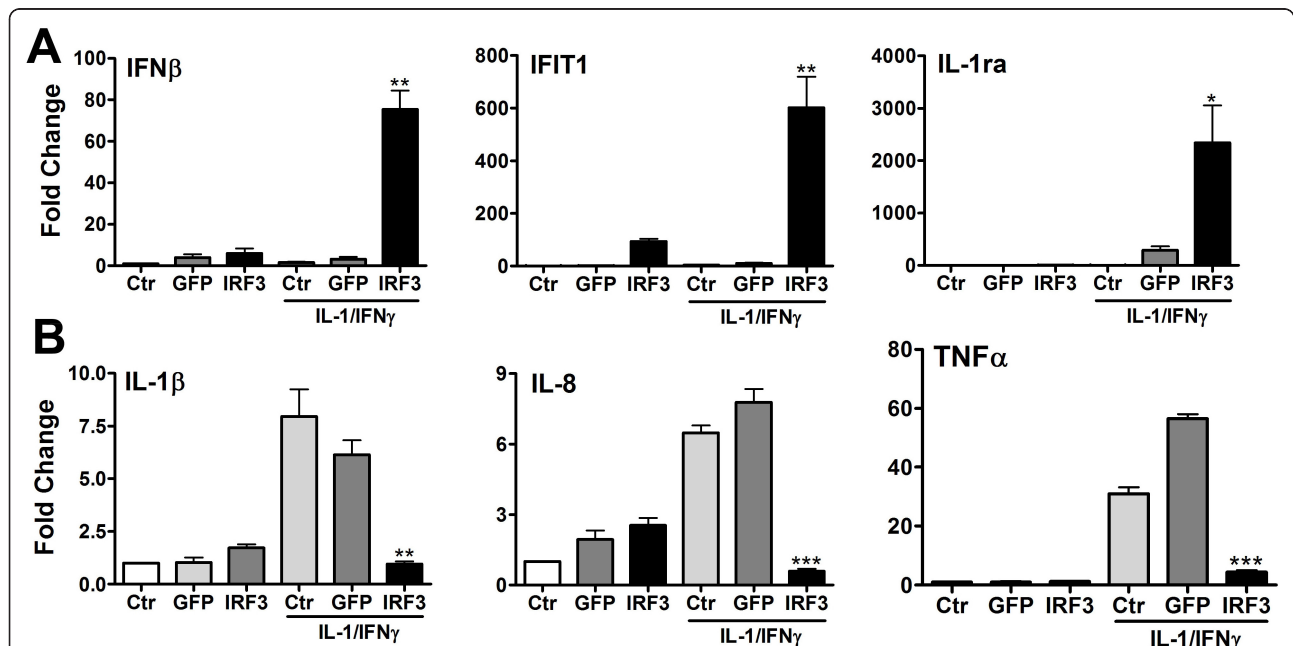 A
IFNβ
IFIT1
IL-1ra
Fold Change
100
80
60
40
20
0
**
Ctr GFP IRF3 Ctr GFP IRF3
IL-1/IFNγ
800
600
400
200
0
**
Ctr GFP IRF3 Ctr GFP IRF3
IL-1/IFNγ
4000
3000
2000
1000
0
*
Ctr GFP IRF3 Ctr GFP IRF3
IL-1/IFNγ
B
IL-1β
IL-8
TNFα
Fold Change
10.0
7.5
5.0
2.5
0.0
**
Ctr GFP IRF3 Ctr GFP IRF3
IL-1/IFNγ
9
6
3
0
***
Ctr GFP IRF3 Ctr GFP IRF3
IL-1/IFNγ
80
60
40
20
0
***
Ctr GFP IRF3 Ctr GFP IRF3
IL-1/IFNγ